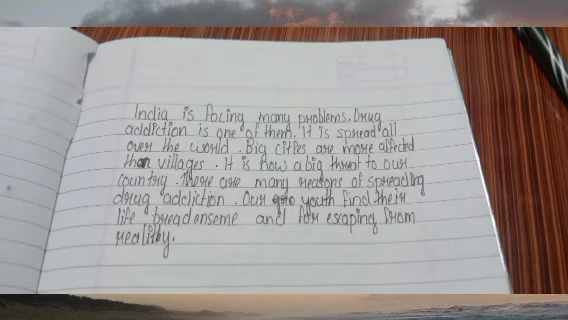 India is facing many problems. Drug
addiction is one of them. It is spread all
over the world. Big cities are more affected
than villages. It is now a big threat to our
country. There are many reasons of spreading
drug addiction. Our youth find their
life breadenseme and for escaping from
reality.